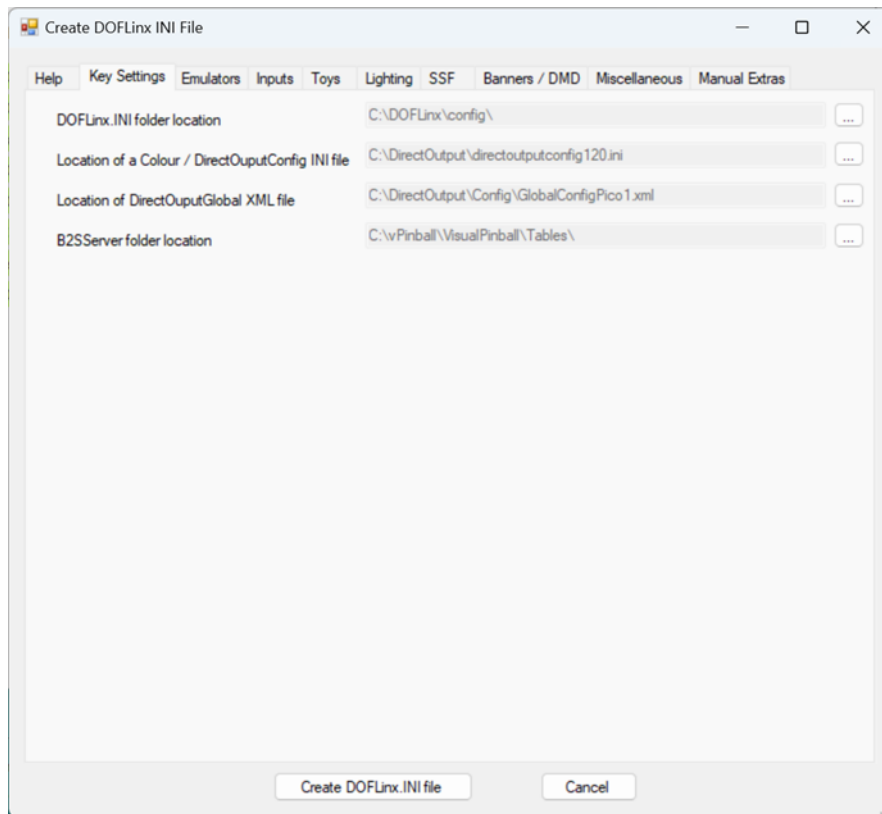 Create DOFLinx INI File
Help Key Settings Emulators Inputs Toys Lighting SSF Banners / DMD Miscellaneous Manual Extras
DOFLinx.INI folder location C:\DOFLinx\config\ ...
Location of a Colour / DirectOuputConfig INI file C:\DirectOutput\directoutputconfig120.ini ...
Location of DirectOuputGlobal XML file C:\DirectOutput\Config\GlobalConfigPico1.xml ...
B2SServer folder location C:\vPinball\VisualPinball\Tables\ ...
Create DOFLinx.INI file Cancel